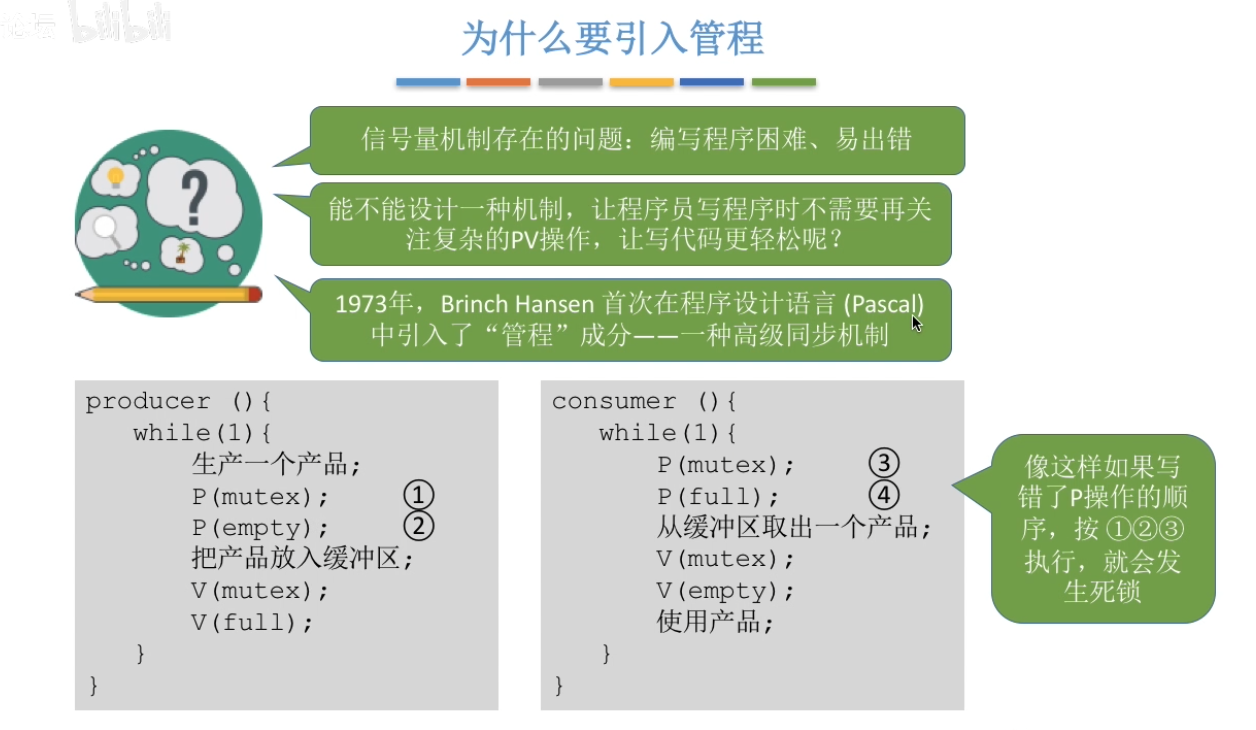 bilibili
为什么要引入管程
信号量机制存在的问题：编写程序困难、易出错
能不能设计一种机制，让程序员写程序时不需要再关
注复杂的PV操作，让写代码更轻松呢？
1973年，Brinch Hansen 首次在程序设计语言 (Pascal)
中引入了“管程”成分——一种高级同步机制
producer (){
while(1){
生产一个产品;
P(mutex); ①
P(empty); ②
把产品放入缓冲区;
V(mutex);
V(full);
}
}
consumer (){
while(1){
P(mutex); ③
P(full); ④
从缓冲区取出一个产品;
V(mutex);
V(empty);
使用产品;
}
}
像这样如果写
错了P操作的顺
序，按 ①②③
执行，就会发
生死锁